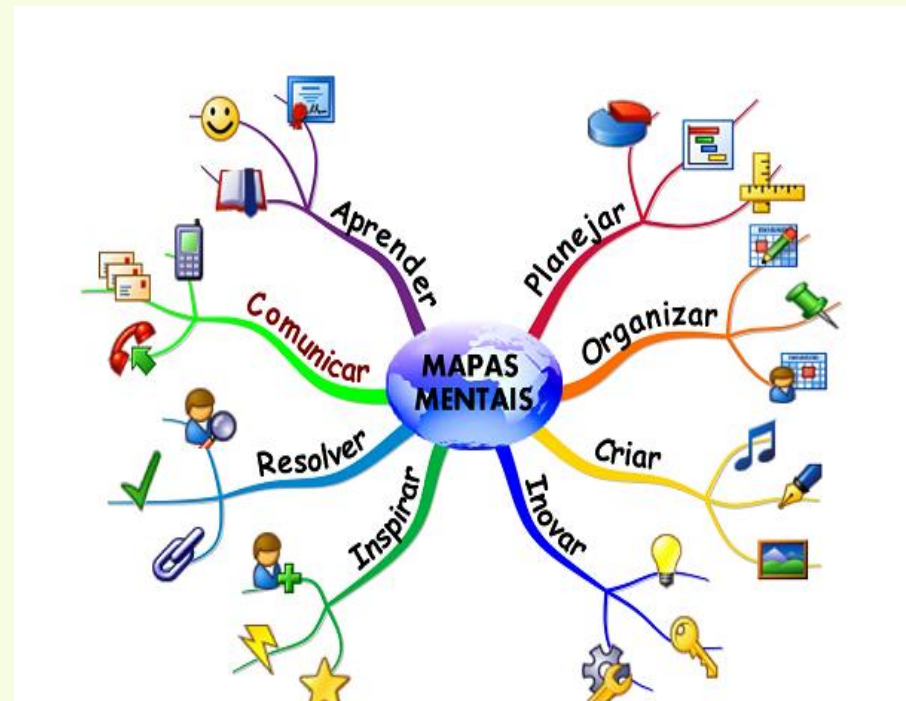 MAPAS
MENTAIS
Planejar
Organizar
Criar
Inovar
Inspirar
Resolver
Comunicar
Aprender